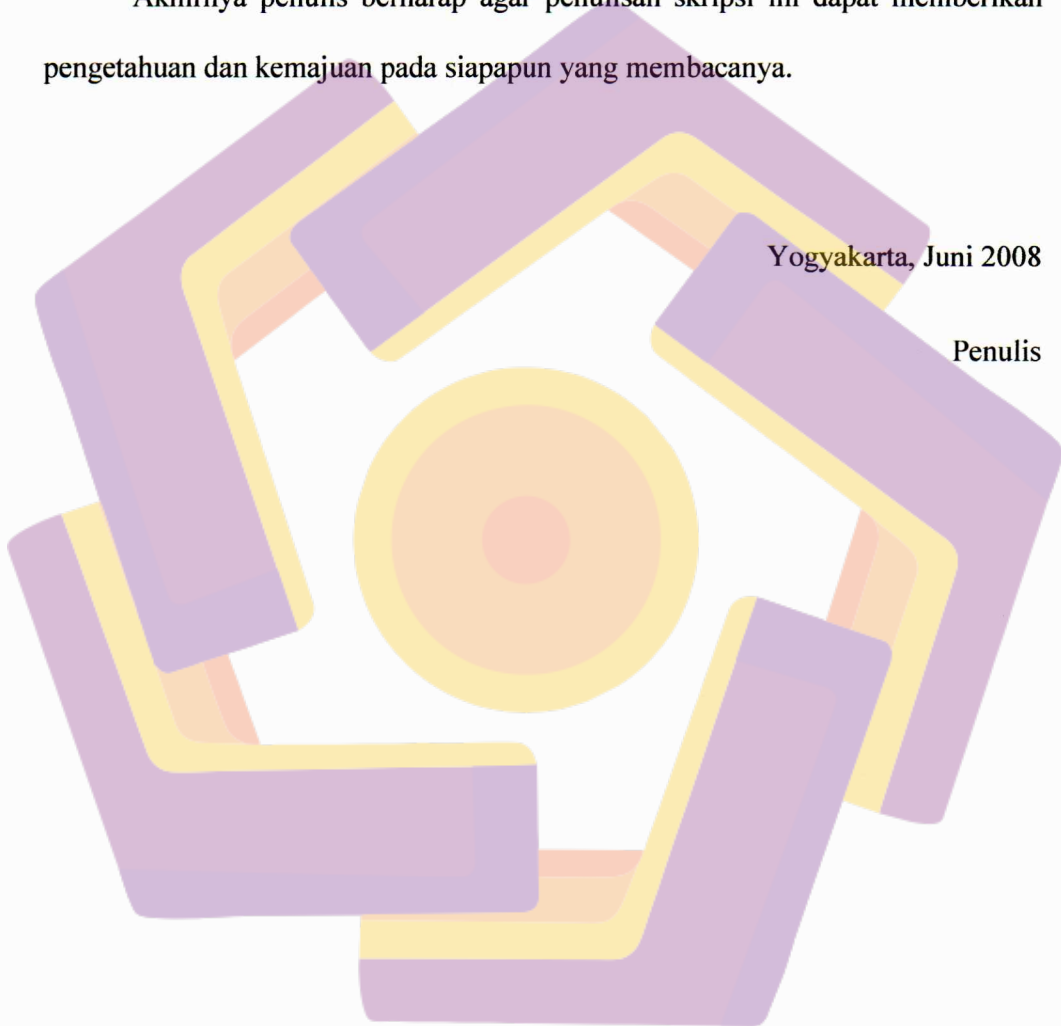 Akhirnya penulis berharap agar penulisan skripsi ini dapat memberikan
pengetahuan dan kemajuan pada siapapun yang membacanya.
Yogyakarta, Juni 2008
Penulis